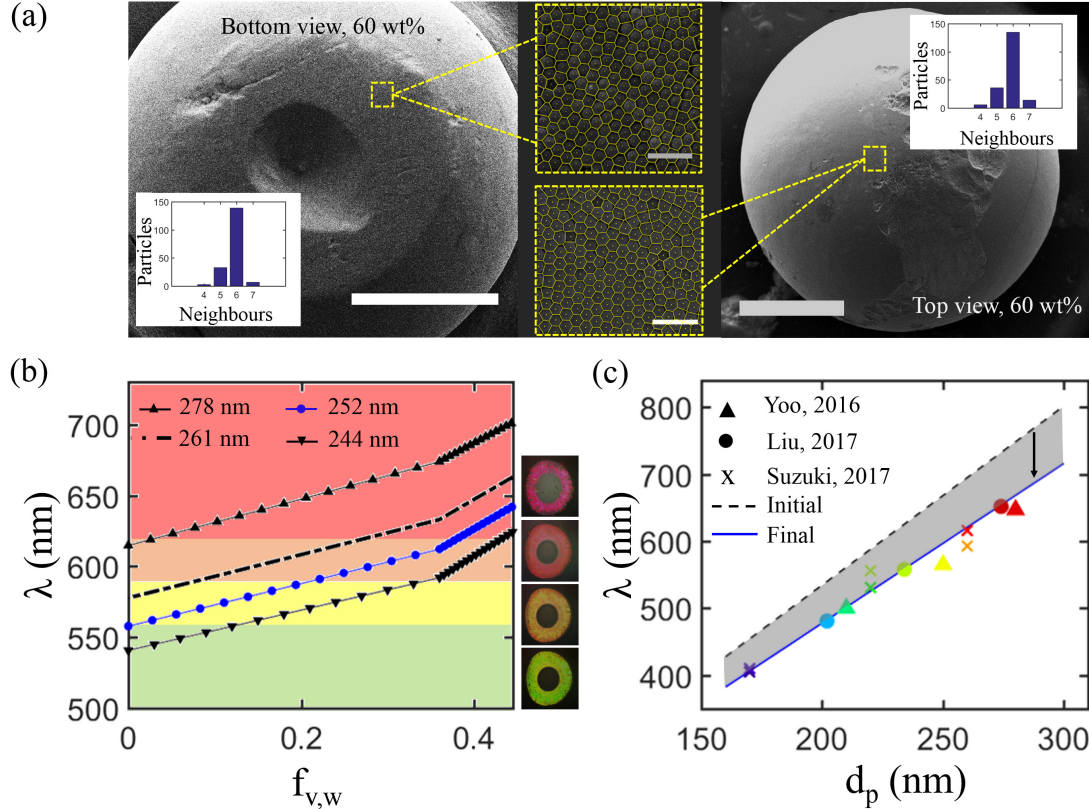 (a)
Bottom view, 60 wt%
150
100
50
0
Particles
4 5 6 7
Neighbours
150
100
50
0
Particles
4 5 6 7
Neighbours
Top view, 60 wt%
(b)
278 nm
252 nm
261 nm
244 nm
700
650
600
550
500
λ (nm)
0 0.2 0.4
f_v,w
(c)
Yoo, 2016
Liu, 2017
Suzuki, 2017
Initial
Final
800
700
600
500
400
λ (nm)
150 200 250 300
d_p (nm)